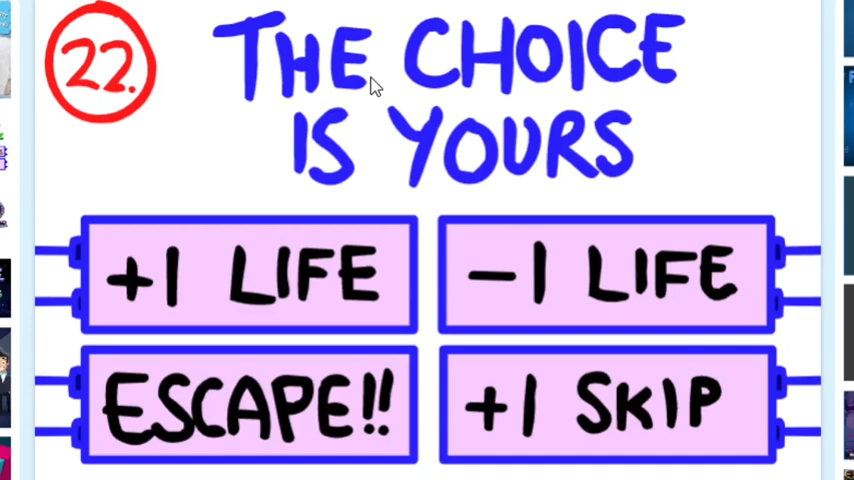 22.
THE CHOICE
IS YOURS
+1 LIFE
-1 LIFE
ESCAPE!!
+1 SKIP